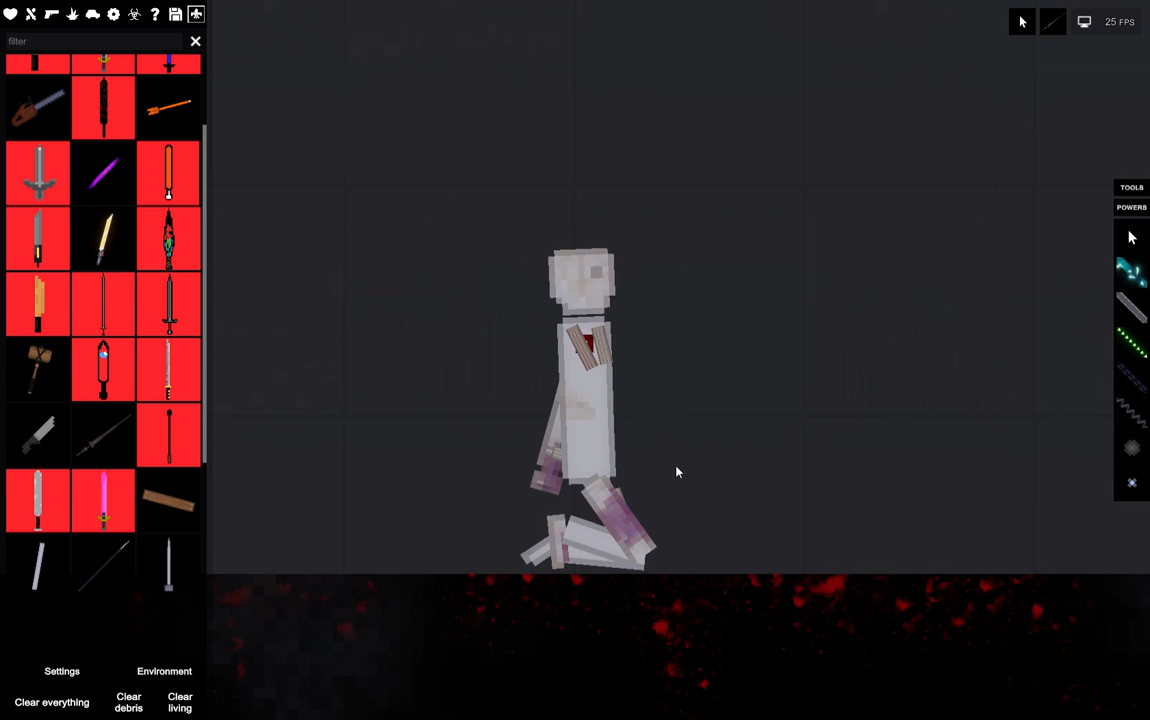 ?
25 FPS
filter
TOOLS
POWERS
Settings
Environment
Clear everything
Clear
debris
Clear
living